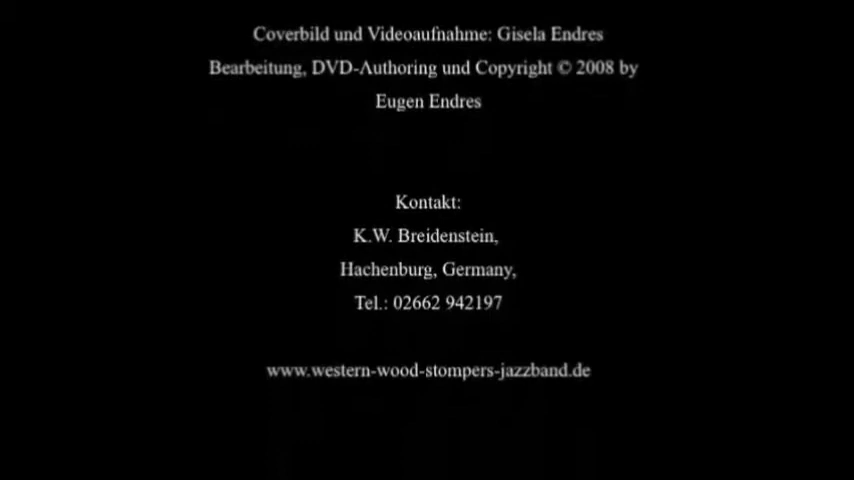 Coverbild und Videoaufnahme: Gisela Endres
Bearbeitung, DVD-Authoring und Copyright © 2008 by
Eugen Endres
Kontakt:
K.W. Breidenstein,
Hachenburg, Germany,
Tel.: 02662 942197
www.western-wood-stompers-jazzband.de